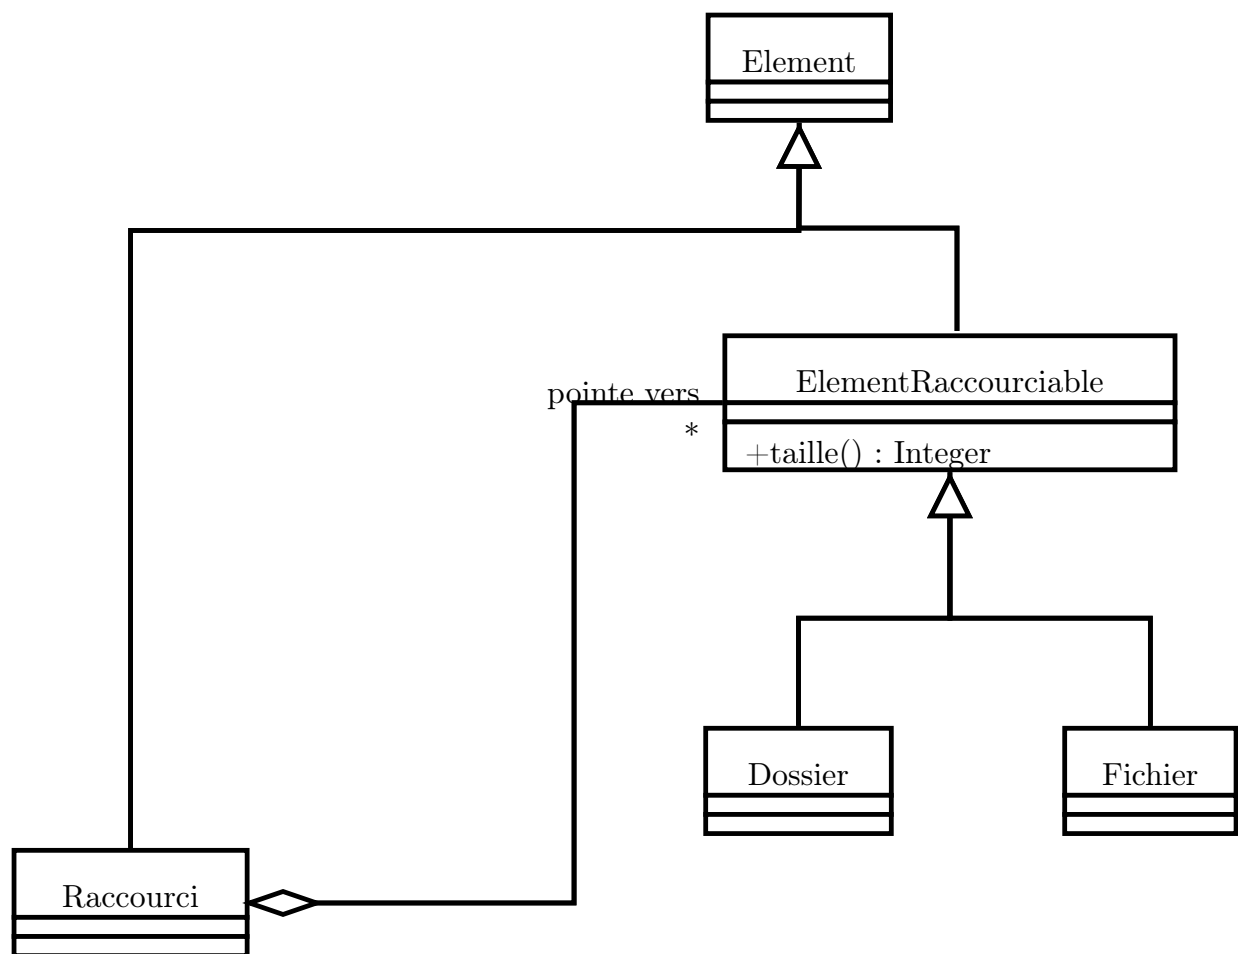 Element
ElementRaccourciable
pointe vers
*
+taille() : Integer
Dossier
Fichier
Raccourci